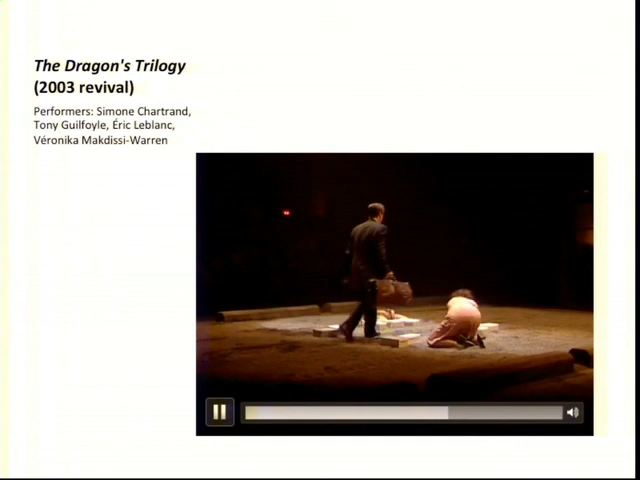 The Dragon's Trilogy
(2003 revival)
Performers: Simone Chartrand,
Tony Guilfoyle, Éric Leblanc,
Véronika Makdissi-Warren